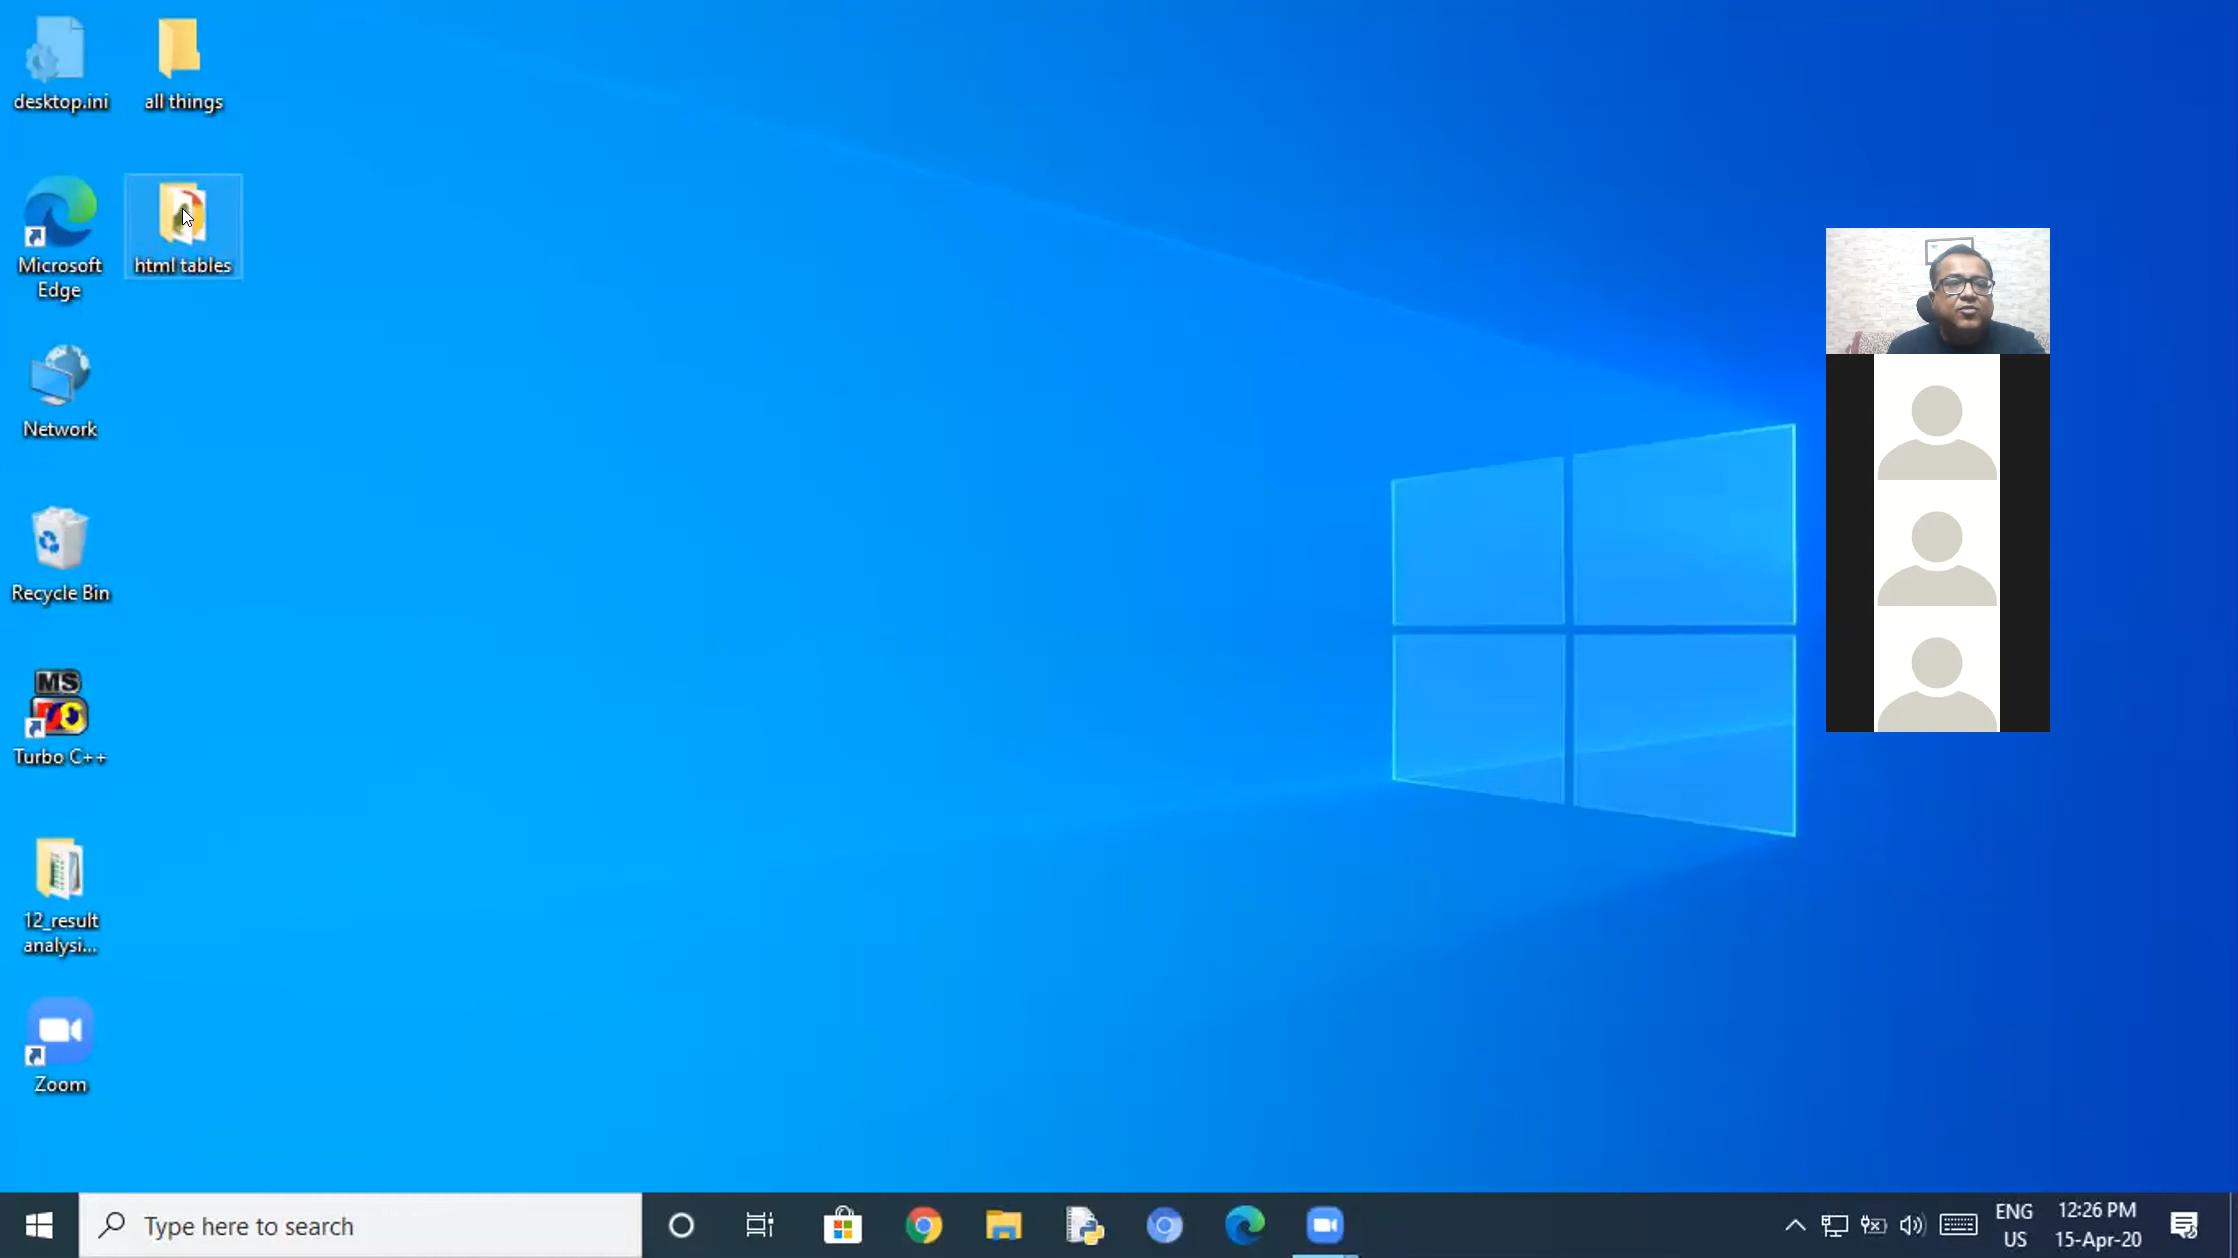 desktop.ini
all things
Microsoft
Edge
html tables
Network
Recycle Bin
MS
Turbo C++
12_result
analysi...
Zoom
Type here to search
ENG
US
12:26 PM
15-Apr-20